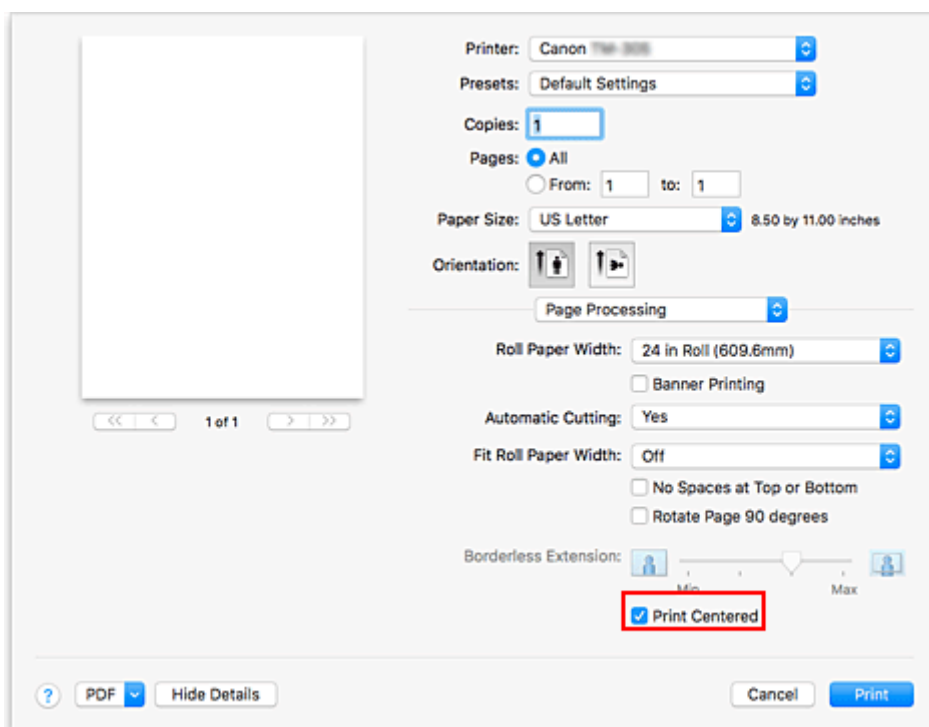 Printer: Canon
Presets: Default Settings
Copies: 1
Pages: All
From: 1 to: 1
Paper Size: US Letter 8.50 by 11.00 inches
Orientation:
Page Processing
Roll Paper Width: 24 in Roll (609.6mm)
Banner Printing
<< < 1 of 1 > >>
Automatic Cutting: Yes
Fit Roll Paper Width: Off
No Spaces at Top or Bottom
Rotate Page 90 degrees
Borderless Extension:
Min Max
Print Centered
? PDF Hide Details Cancel Print